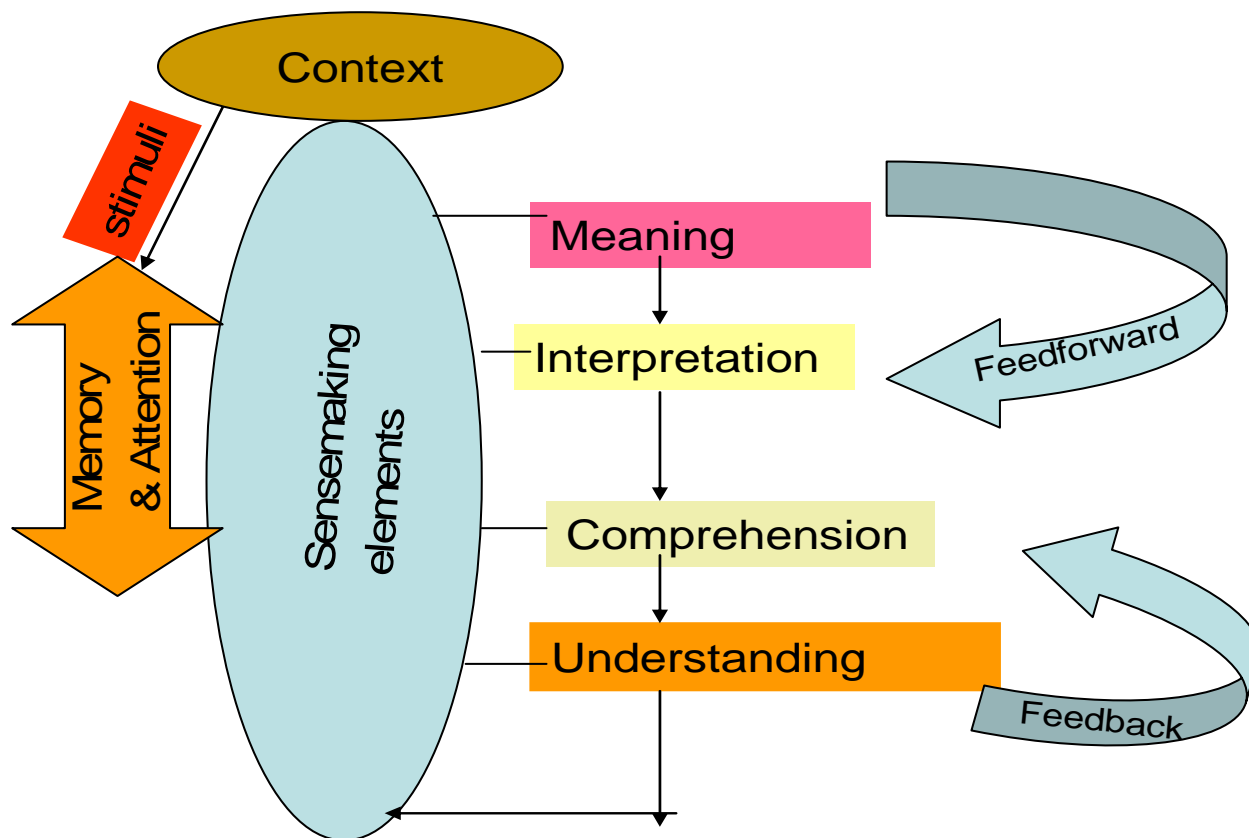 Context
stimuli
Memory
& Attention
Sensemaking
elements
Meaning
Interpretation
Comprehension
Understanding
Feedforward
Feedback